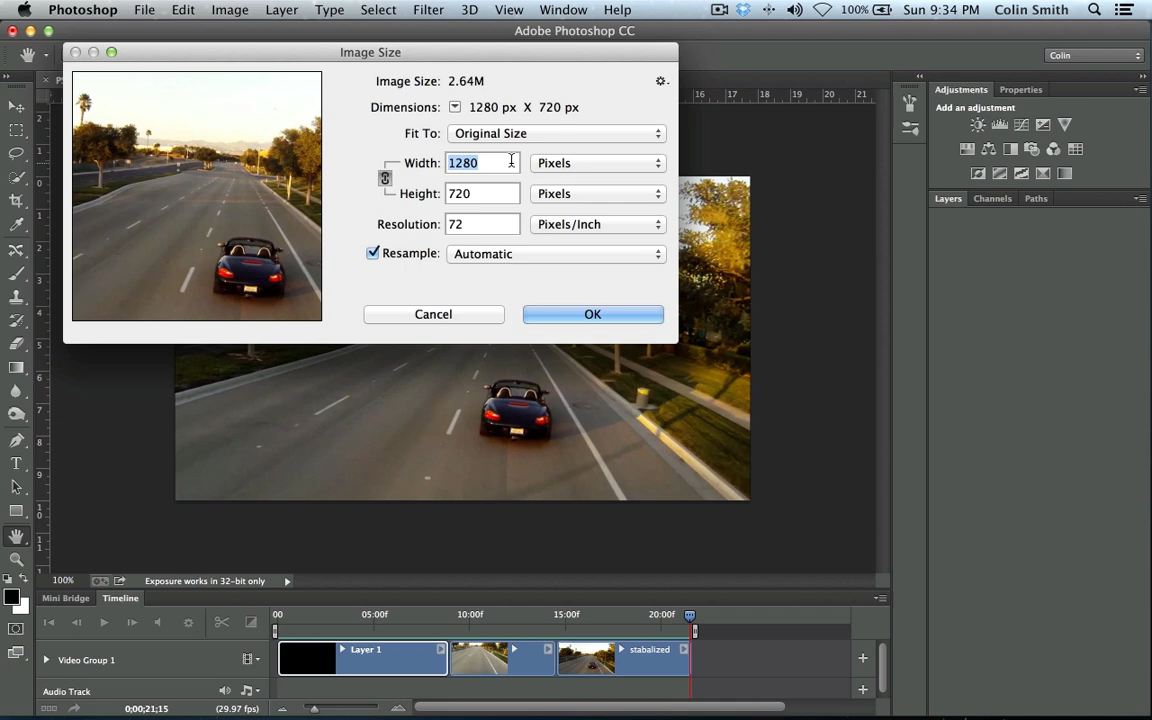 Photoshop File Edit Image Layer Type Select Filter 3D View Window Help 100% Sun 9:34 PM Colin Smith
Adobe Photoshop CC
Colin
Image Size
Image Size: 2.64M
Dimensions: 1280 px X 720 px
Fit To: Original Size
Width: 1280 Pixels
Height: 720 Pixels
Resolution: 72 Pixels/Inch
Resample: Automatic
Cancel OK
16 17 18 19 20 21
Adjustments Properties
Add an adjustment
Layers Channels Paths
100% Exposure works in 32-bit only
Mini Bridge Timeline
00 05:00f 10:00f 15:00f 20:00f
Video Group 1 Layer 1 stabalized
Audio Track
0;00;21;15 (29.97 fps)